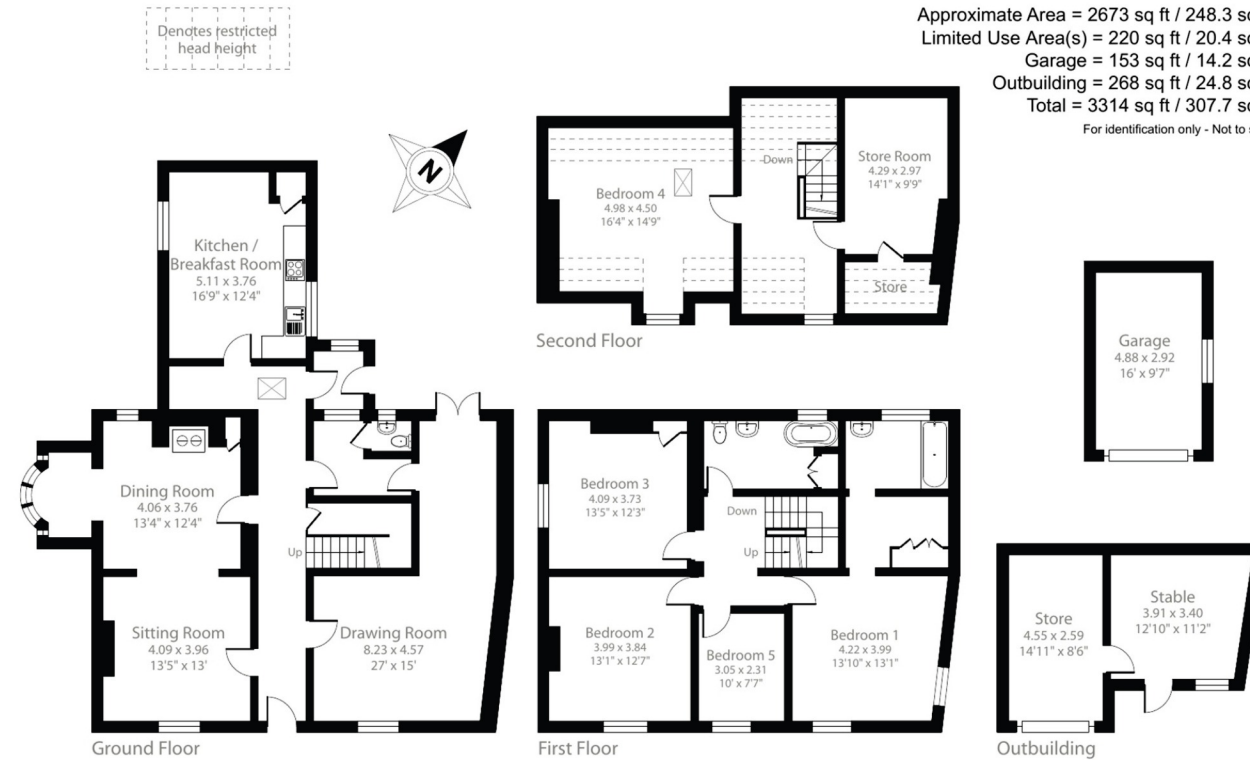 Denotes restricted
head height
Approximate Area = 2673 sq ft / 248.3 sq
Limited Use Area(s) = 220 sq ft / 20.4 sq
Garage = 153 sq ft / 14.2 sq
Outbuilding = 268 sq ft / 24.8 sq
Total = 3314 sq ft / 307.7 sq
For identification only - Not to
N
Down
Store Room
4.29 x 2.97
14'1" x 9'9"
Bedroom 4
4.98 x 4.50
16'4" x 14'9"
Store
Second Floor
Kitchen /
Breakfast Room
5.11 x 3.76
16'9" x 12'4"
Garage
4.88 x 2.92
16' x 9'7"
Dining Room
4.06 x 3.76
13'4" x 12'4"
Up
Sitting Room
4.09 x 3.96
13'5" x 13'
Drawing Room
8.23 x 4.57
27' x 15'
Ground Floor
Bedroom 3
4.09 x 3.73
13'5" x 12'3"
Down
Up
Bedroom 2
3.99 x 3.84
13'1" x 12'7"
Bedroom 5
3.05 x 2.31
10' x 7'7"
Bedroom 1
4.22 x 3.99
13'10" x 13'1"
First Floor
Store
4.55 x 2.59
14'11" x 8'6"
Stable
3.91 x 3.40
12'10" x 11'2"
Outbuilding